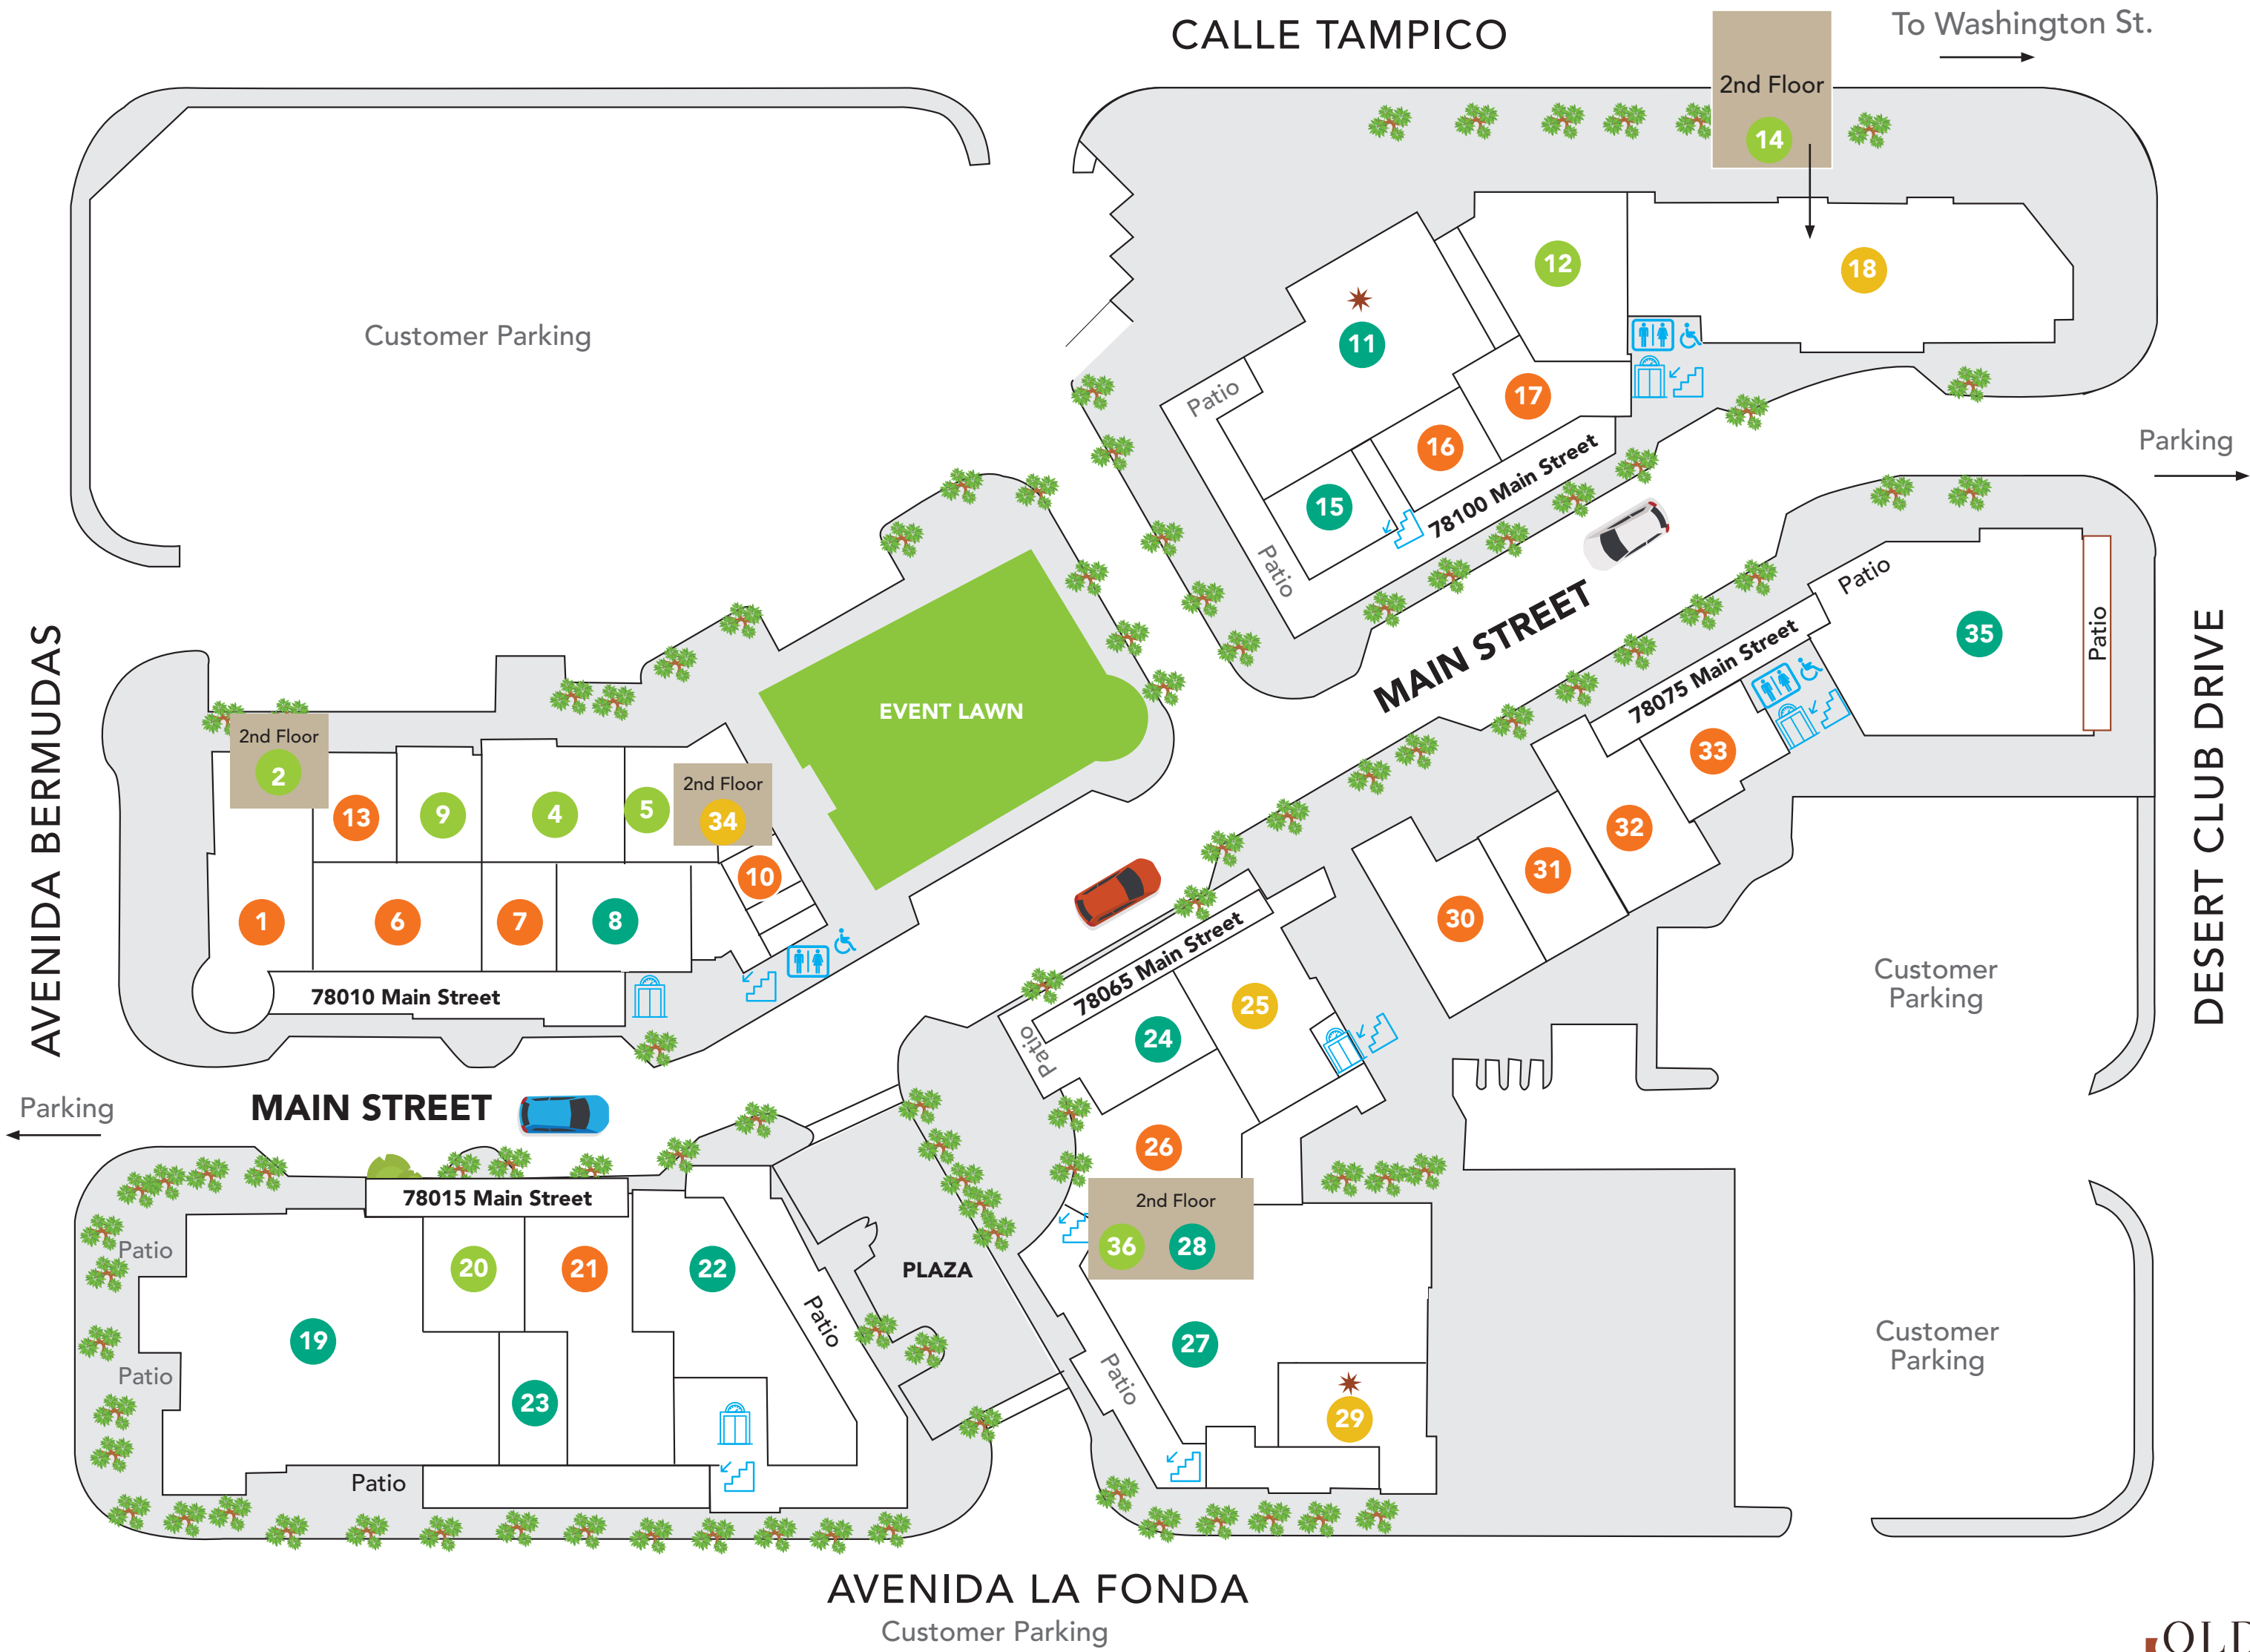 CALLE TAMPICO
To Washington St.
2nd Floor
14
Customer Parking
12
18
11
Patio
17
16
15
Patio
78100 Main Street
Parking
MAIN STREET
Patio
35
Patio
78075 Main Street
33
32
31
30
EVENT LAWN
AVENIDA BERMUDAS
DESERT CLUB DRIVE
2nd Floor
2
13
9
4
5
2nd Floor
34
10
1
6
7
8
78010 Main Street
78065 Main Street
Patio
24
25
26
Customer
Parking
Parking
MAIN STREET
78015 Main Street
2nd Floor
36
28
Patio
20
21
22
PLAZA
Patio
19
Patio
23
27
Patio
29
Customer
Parking
Patio
AVENIDA LA FONDA
Customer Parking
OLD